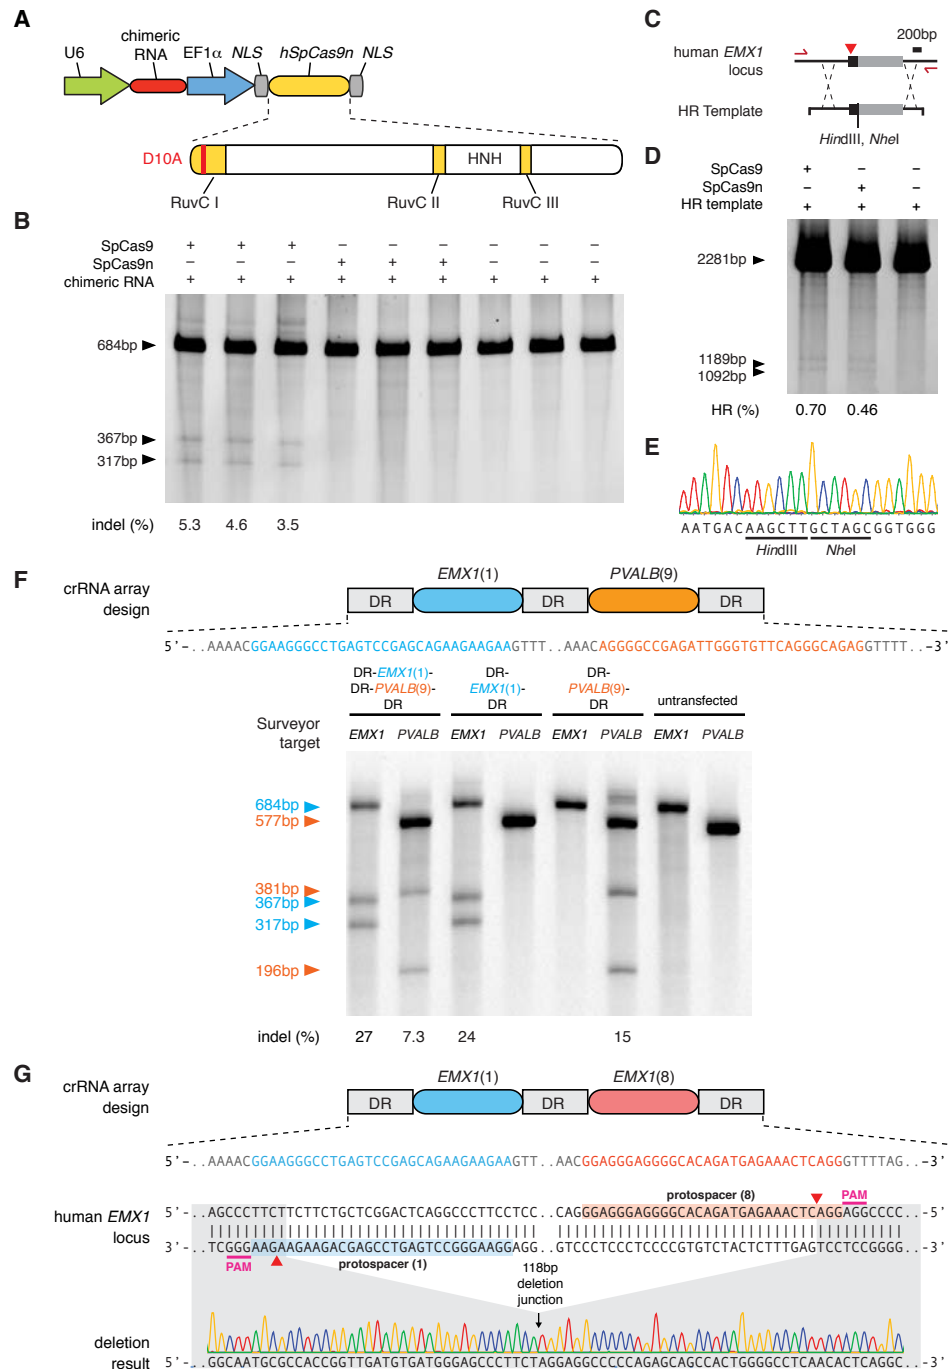 A
U6
chimeric
RNA
EF1α
NLS
hSpCas9n
NLS
D10A
HNH
RuvC I
RuvC II
RuvC III
B
SpCas9 + + + – – – – – –
SpCas9n – – – + + + – – –
chimeric RNA + + + + + + + + +
684bp
367bp
317bp
indel (%) 5.3 4.6 3.5
C
200bp
human EMX1
locus
HR Template
HindIII, NheI
D
SpCas9 + – –
SpCas9n – + –
HR template + + +
2281bp
1189bp
1092bp
HR (%) 0.70 0.46
E
AATGACAAGCTTGCTAGCGGTGGG
HindIII NheI
F
crRNA array
design
EMX1(1)
PVALB(9)
DR DR DR
5’-..AAAACGGAAGGGCCTGAGTCCGAGCAGAAGAAGAAGTTT..AAACAGGGGCCGAGATTGGGTGTTCAGGGCAGAGGTTTT..-3’
DR-EMX1(1)-
DR-PVALB(9)-
DR
DR-
EMX1(1)-
DR
DR-
PVALB(9)-
DR
untransfected
Surveyor
target
EMX1 PVALB EMX1 PVALB EMX1 PVALB EMX1 PVALB
684bp
577bp
381bp
367bp
317bp
196bp
indel (%) 27 7.3 24 15
G
crRNA array
design
EMX1(1)
EMX1(8)
DR DR DR
5’-..AAAACGGAAGGGCCTGAGTCCGAGCAGAAGAAGAAGTT..AACGGAGGGAGGGGCACAGATGAGAAACTCAGGGTTTTAG..-3’
protospacer (8)
PAM
human EMX1
locus
5’-..AGCCCTTCTTCTTCTGCTCGGACTCAGGCCCTTCCTCC..CAGGGAGGGAGGGGCACAGATGAGAAACTCAGGAGGCCCC..-3’
3’-..TCGGGAAGAAGAAGACGAGCCTGAGTCCGGGAAGGAGG..GTCCCTCCCTCCCCGTGTCTACTCTTTGAGTCCTCCGGGG..-5’
PAM
protospacer (1)
118bp
deletion
junction
deletion
result
5’-..GGCAATGCGCCACCGGTTGATGTGATGGGAGCCCTTCTAGGAGGCCCCCAGAGCAGCCACTGGGGCCTCAACACTCAGGC..-3’